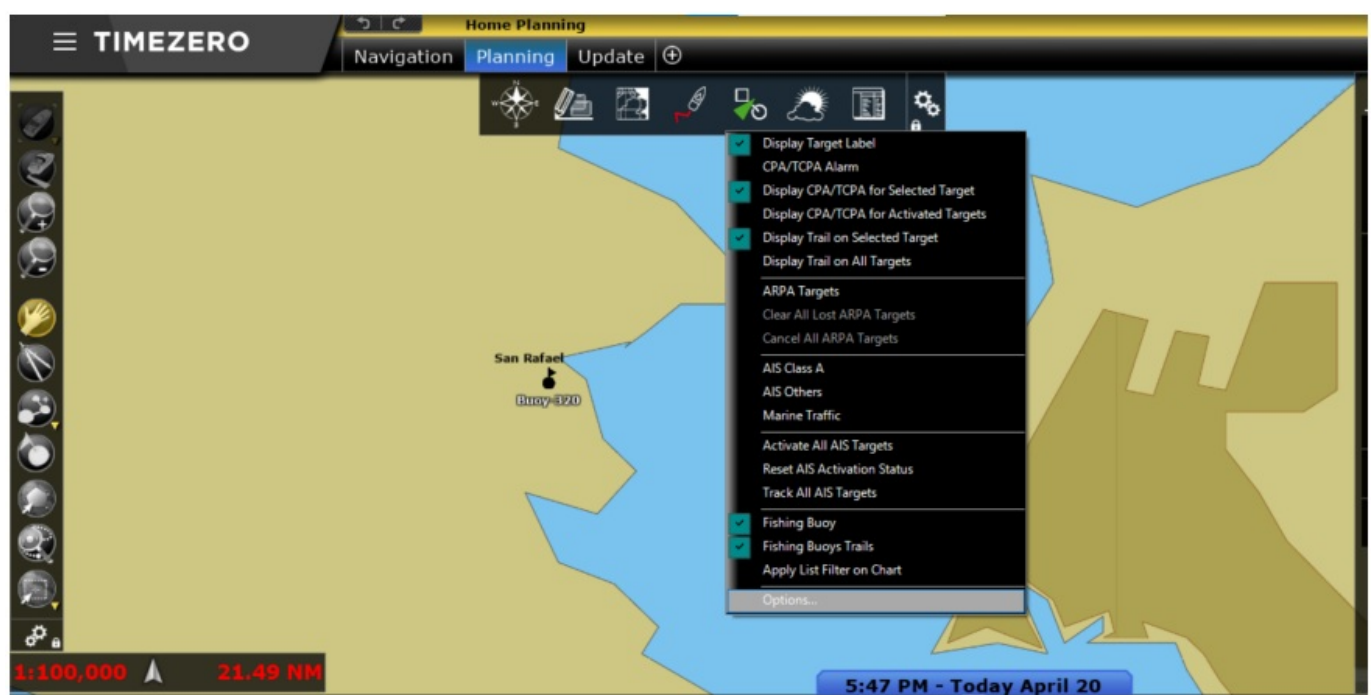 TIMEZERO
Home Planning
Navigation Planning Update
N
W E
S
Display Target Label
CPA/TCPA Alarm
Display CPA/TCPA for Selected Target
Display CPA/TCPA for Activated Targets
Display Trail on Selected Target
Display Trail on All Targets
ARPA Targets
Clear All Lost ARPA Targets
Cancel All ARPA Targets
AIS Class A
AIS Others
Marine Traffic
Activate All AIS Targets
Reset AIS Activation Status
Track All AIS Targets
Fishing Buoy
Fishing Buoys Trails
Apply List Filter on Chart
Options...
San Rafael
Buoy-320
1:100,000 21.49 NM
5:47 PM - Today April 20